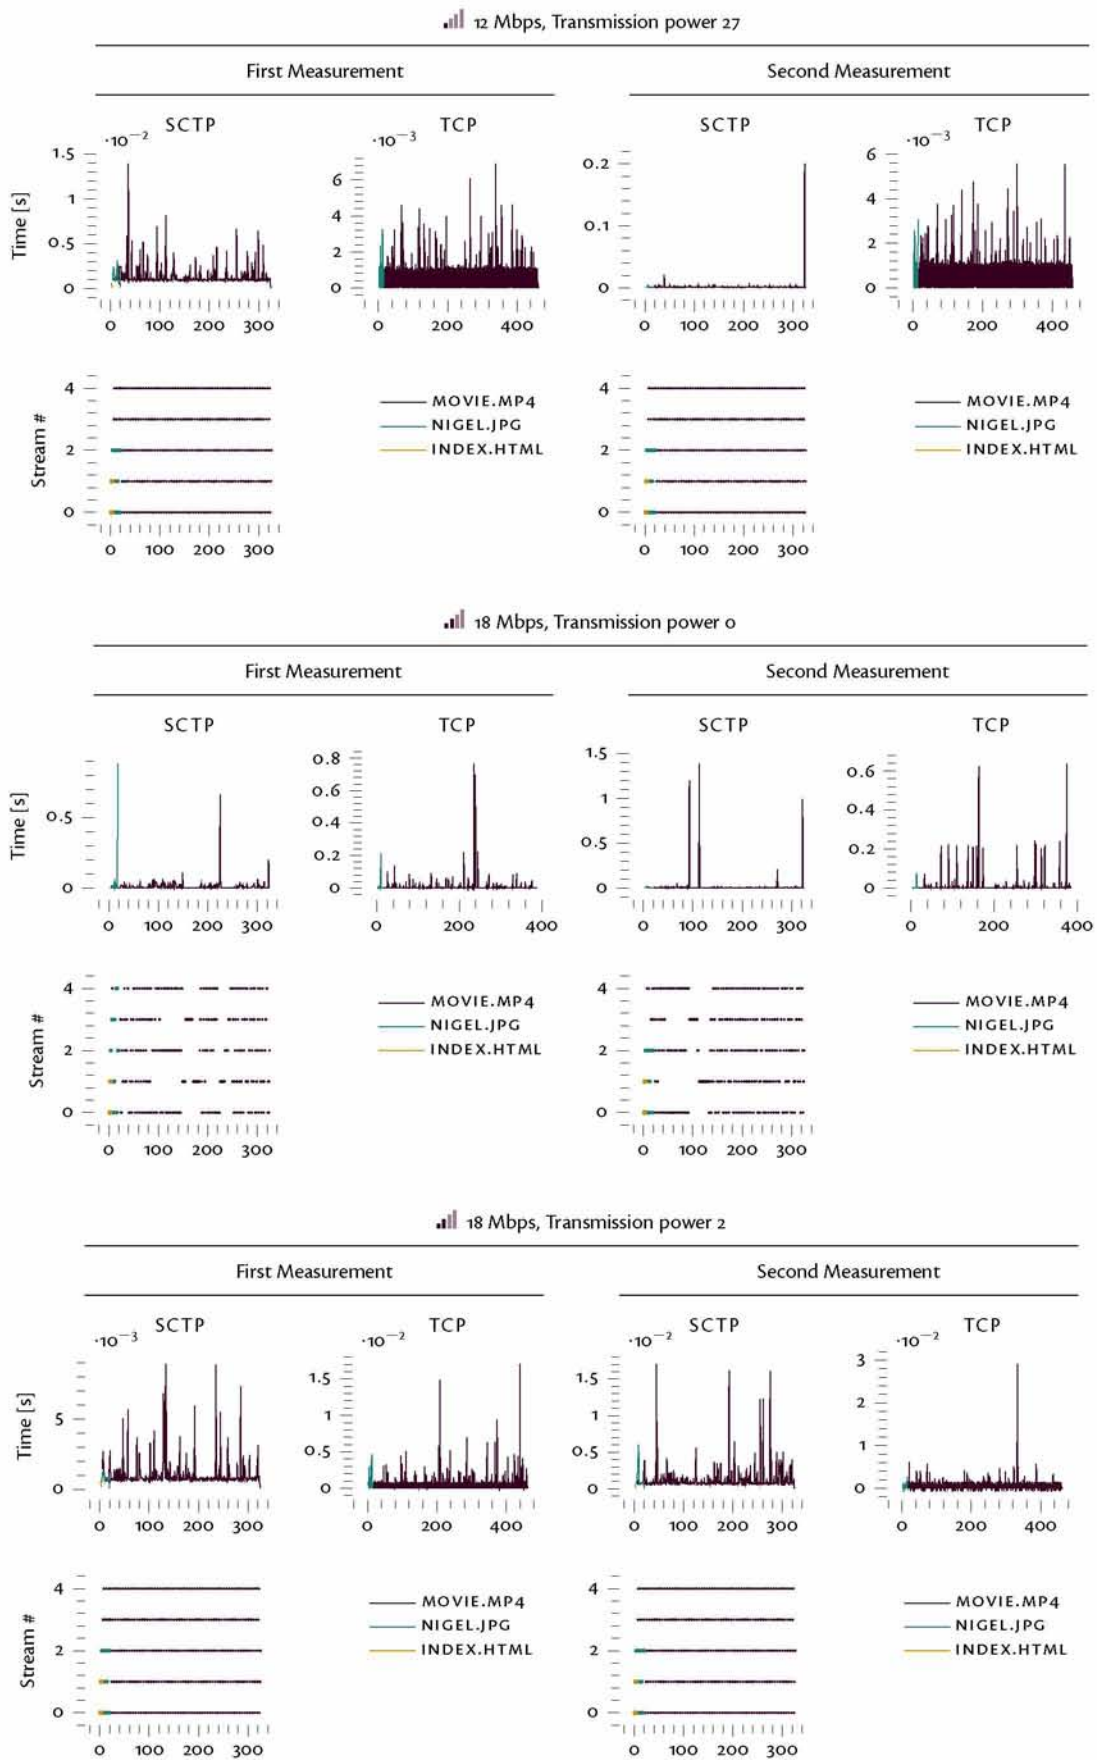 12 Mbps, Transmission power 27
First Measurement Second Measurement
SCTP TCP SCTP TCP
·10−2 ·10−3 ·10−3
Time [s]
1.5 1 0.5 0
0 100 200 300
6 4 2 0
0 200 400
0.2 0.1 0
0 100 200 300
6 4 2 0
0 200 400
Stream #
4 2 0
0 100 200 300
MOVIE.MP4
NIGEL.JPG
INDEX.HTML
4 2 0
0 100 200 300
MOVIE.MP4
NIGEL.JPG
INDEX.HTML
18 Mbps, Transmission power 0
First Measurement Second Measurement
SCTP TCP SCTP TCP
Time [s]
0.5 0
0 100 200 300
0.8 0.6 0.4 0.2 0
0 200 400
1.5 1 0.5 0
0 100 200 300
0.6 0.4 0.2 0
0 200 400
Stream #
4 2 0
0 100 200 300
MOVIE.MP4
NIGEL.JPG
INDEX.HTML
4 2 0
0 100 200 300
MOVIE.MP4
NIGEL.JPG
INDEX.HTML
18 Mbps, Transmission power 2
First Measurement Second Measurement
SCTP TCP SCTP TCP
·10−3 ·10−2 ·10−2 ·10−2
Time [s]
5 0
0 100 200 300
1.5 1 0.5 0
0 200 400
1.5 1 0.5 0
0 100 200 300
3 2 1 0
0 200 400
Stream #
4 2 0
0 100 200 300
MOVIE.MP4
NIGEL.JPG
INDEX.HTML
4 2 0
0 100 200 300
MOVIE.MP4
NIGEL.JPG
INDEX.HTML